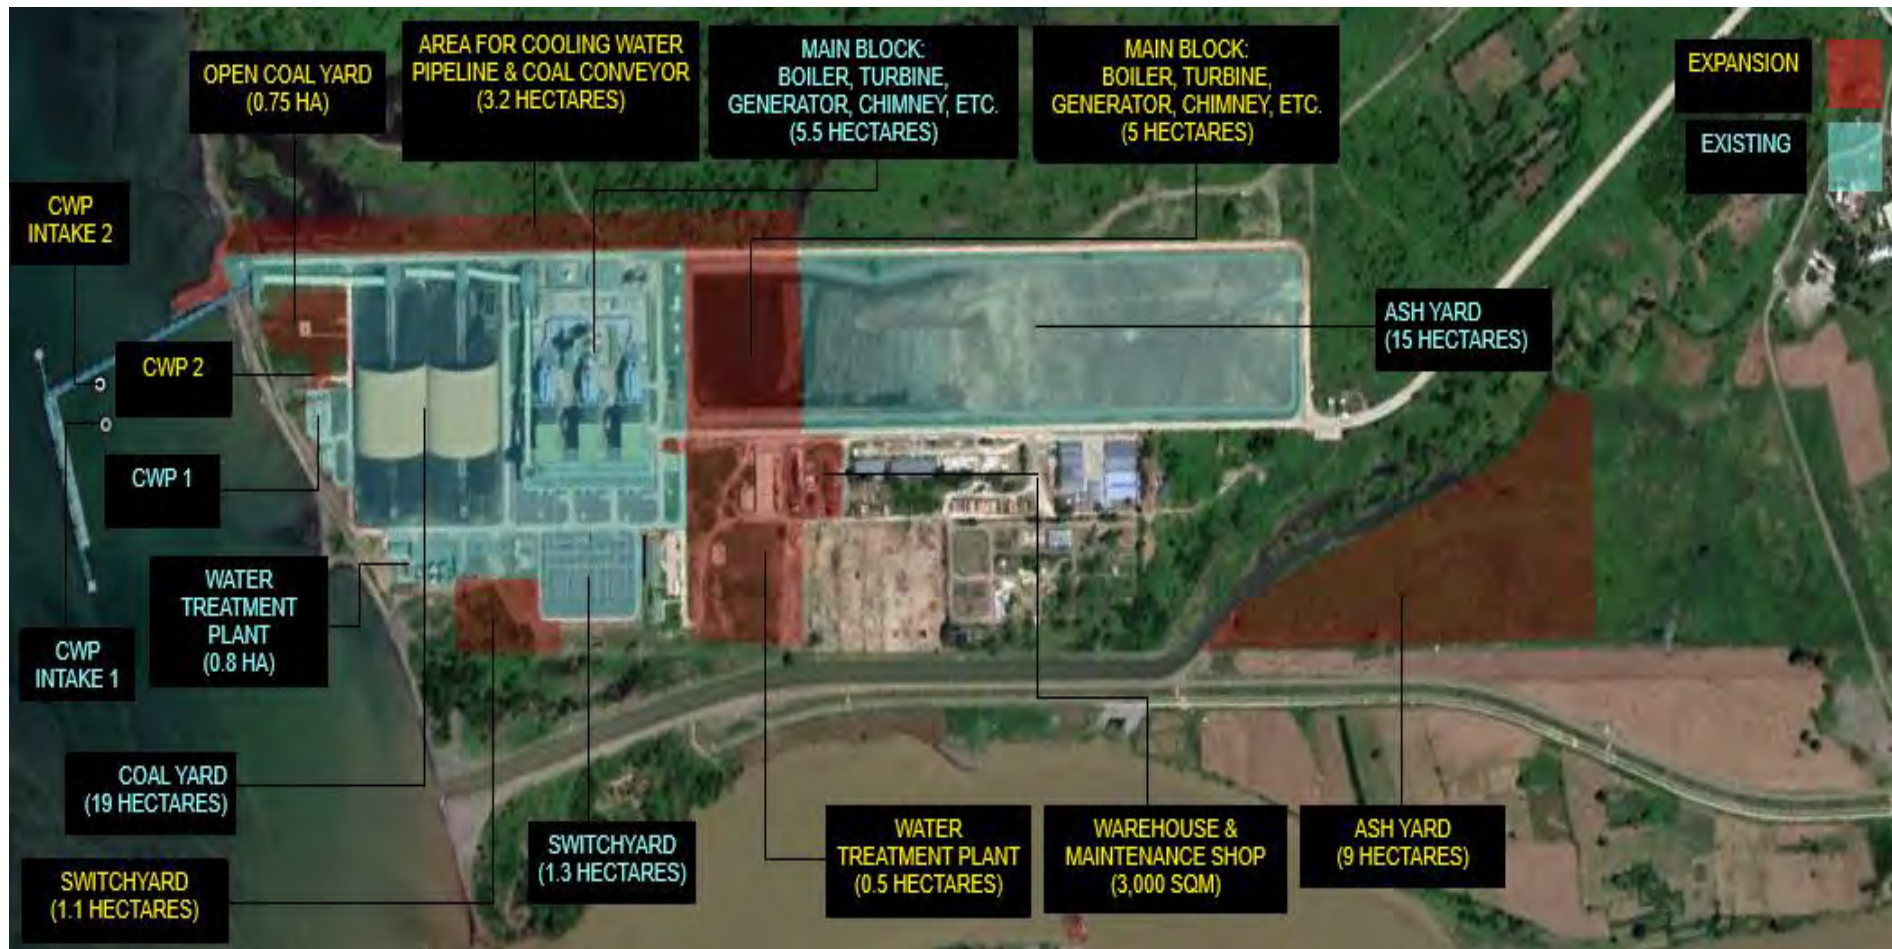 OPEN COAL YARD
(0.75 HA)
AREA FOR COOLING WATER
PIPELINE & COAL CONVEYOR
(3.2 HECTARES)
MAIN BLOCK:
BOILER, TURBINE,
GENERATOR, CHIMNEY, ETC.
(5.5 HECTARES)
MAIN BLOCK:
BOILER, TURBINE,
GENERATOR, CHIMNEY, ETC.
(5 HECTARES)
EXPANSION
EXISTING
CWP
INTAKE 2
CWP 2
CWP 1
ASH YARD
(15 HECTARES)
WATER
TREATMENT
PLANT
(0.8 HA)
CWP
INTAKE 1
COAL YARD
(19 HECTARES)
SWITCHYARD
(1.1 HECTARES)
SWITCHYARD
(1.3 HECTARES)
WATER
TREATMENT PLANT
(0.5 HECTARES)
WAREHOUSE &
MAINTENANCE SHOP
(3,000 SQM)
ASH YARD
(9 HECTARES)